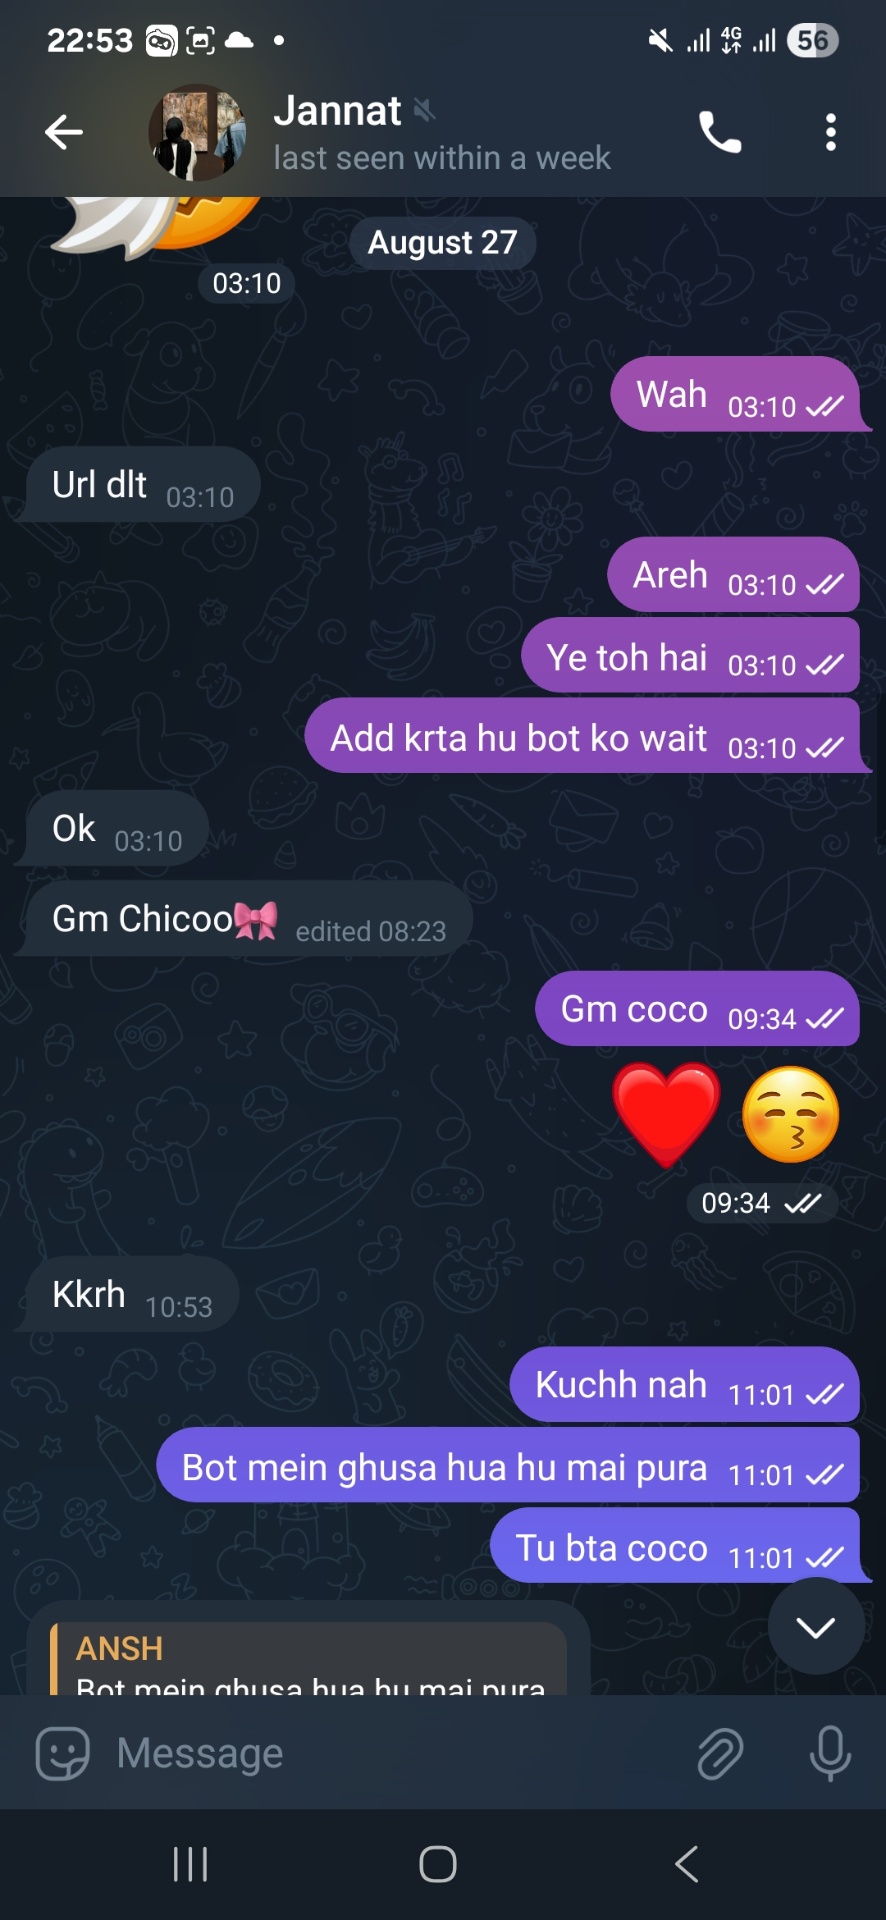 22:53
4G
56
Jannat
last seen within a week
August 27
03:10
Wah 03:10
Url dlt 03:10
Areh 03:10
Ye toh hai 03:10
Add krta hu bot ko wait 03:10
Ok 03:10
Gm Chicoo🎀 edited 08:23
Gm coco 09:34
09:34
Kkrh 10:53
Kuchh nah 11:01
Bot mein ghusa hua hu mai pura 11:01
Tu bta coco 11:01
ANSH
Bot mein ghusa hua hu mai pura
Message